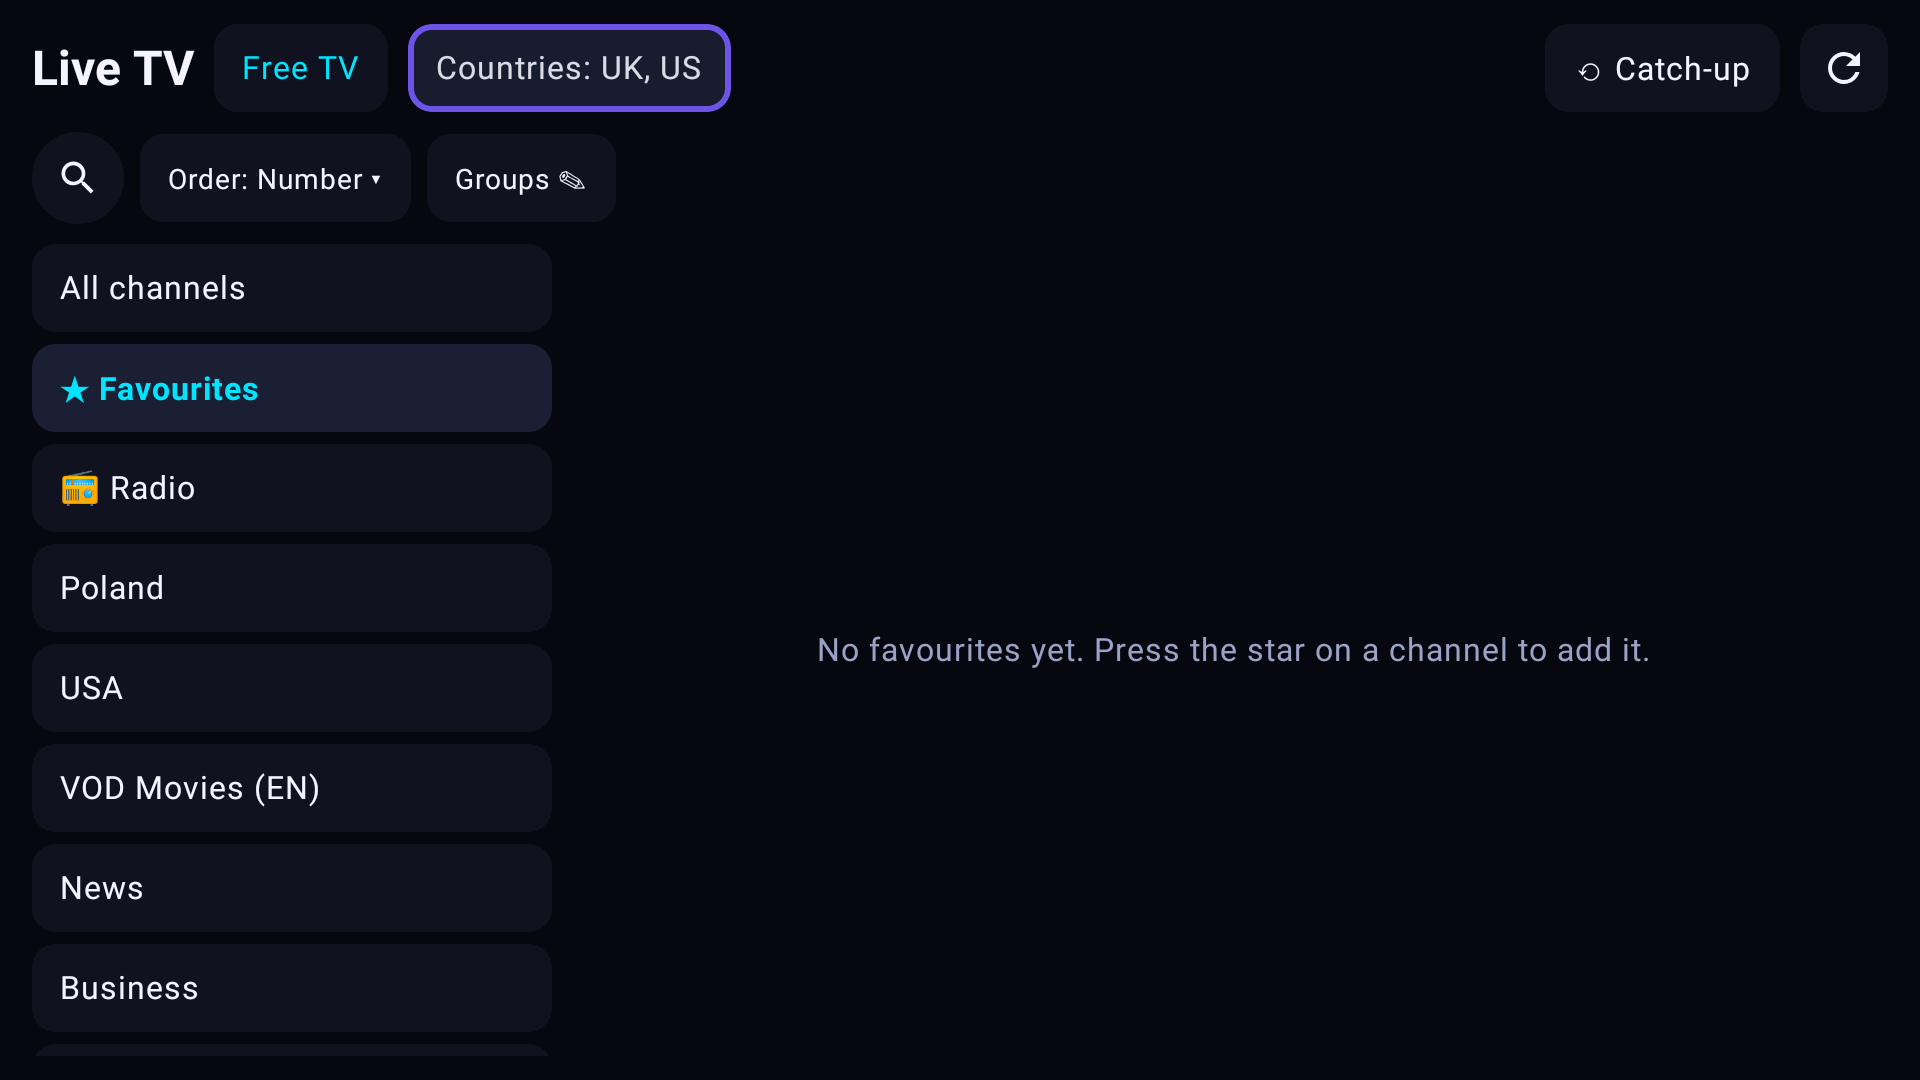 Live TV
Free TV
Countries: UK, US
Catch-up
Order: Number ▾
Groups ✎
All channels
★ Favourites
📻 Radio
Poland
USA
VOD Movies (EN)
News
Business
No favourites yet. Press the star on a channel to add it.